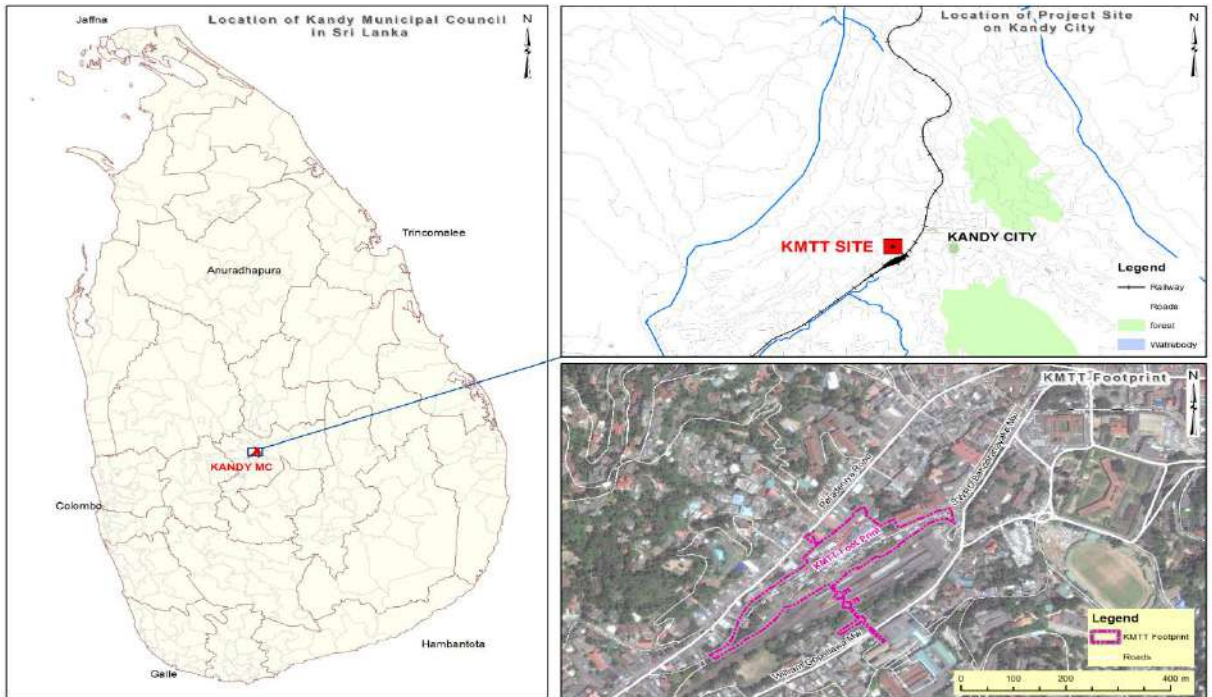 Location of Kandy Municipal Council
in Sri Lanka
N
Jaffna
Trincomalee
Anuradhapura
KANDY MC
Colombo
Hambantota
Galle
Location of Project Site
on Kandy City
N
KMTT SITE
KANDY CITY
Legend
Railway
Roads
forest
Watrebody
KMTT Footprint
N
Peradeniya Road
KMTT Foot Print
William Gopallawa Mw
Legend
KMTT Footprint
Roads
0 100 200 400 m